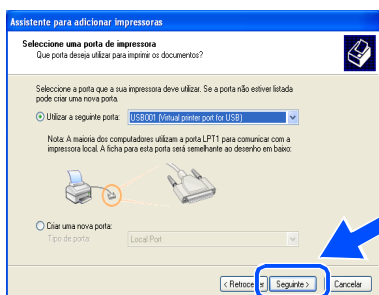 Assistente para adicionar impressoras
Seleccione uma porta de impressora
Que porta deseja utilizar para imprimir os documentos?
Seleccione a porta que a sua impressora deve utilizar. Se a porta não estiver listada
pode criar uma nova porta.
Utilizar a seguinte porta:
USB001 (Virtual printer port for USB)
Nota: A maioria dos computadores utilizam a porta LPT1 para comunicar com a
impressora local. A ficha para esta porta será semelhante ao desenho em baixo:
Criar uma nova porta:
Tipo de porta:
Local Port
< Retroceder
Seguinte >
Cancelar